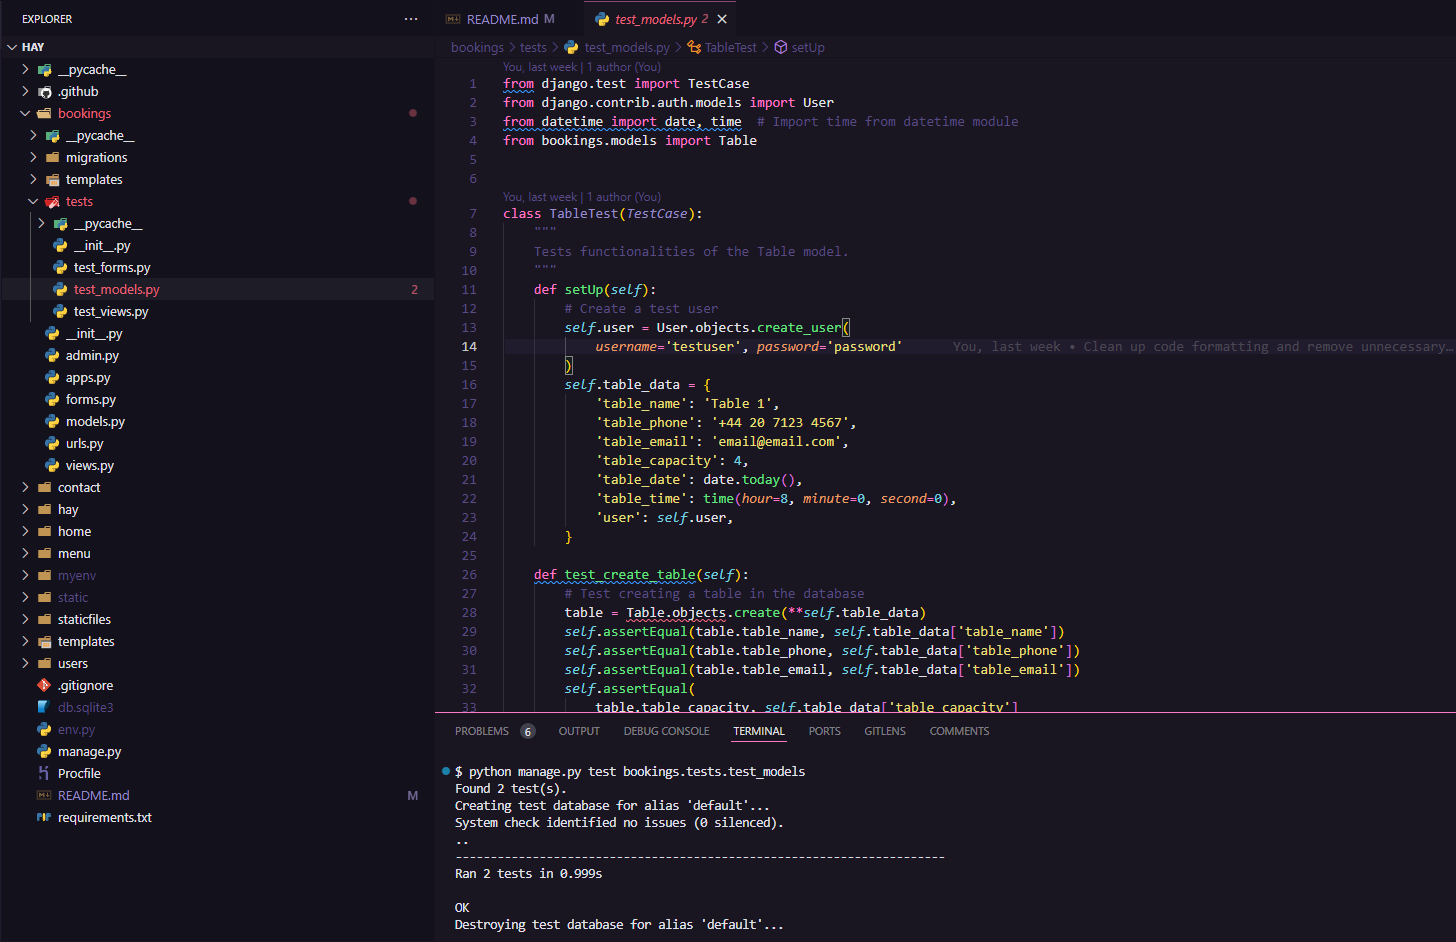 EXPLORER
HAY
__pycache__
.github
bookings
__pycache__
migrations
templates
tests
__pycache__
__init__.py
test_forms.py
test_models.py 2
test_views.py
__init__.py
admin.py
apps.py
forms.py
models.py
urls.py
views.py
contact
hay
home
menu
myenv
static
staticfiles
templates
users
.gitignore
db.sqlite3
env.py
manage.py
Procfile
README.md M
requirements.txt
README.md M
test_models.py 2
bookings > tests > test_models.py > TableTest > setUp
You, last week | 1 author (You)
1 from django.test import TestCase
2 from django.contrib.auth.models import User
3 from datetime import date, time  # Import time from datetime module
4 from bookings.models import Table
5
6
You, last week | 1 author (You)
7 class TableTest(TestCase):
8     """
9     Tests functionalities of the Table model.
10     """
11     def setUp(self):
12         # Create a test user
13         self.user = User.objects.create_user(
14             username='testuser', password='password' You, last week • Clean up code formatting and remove unnecessary…
15         )
16         self.table_data = {
17             'table_name': 'Table 1',
18             'table_phone': '+44 20 7123 4567',
19             'table_email': 'email@email.com',
20             'table_capacity': 4,
21             'table_date': date.today(),
22             'table_time': time(hour=8, minute=0, second=0),
23             'user': self.user,
24         }
25
26     def test_create_table(self):
27         # Test creating a table in the database
28         table = Table.objects.create(**self.table_data)
29         self.assertEqual(table.table_name, self.table_data['table_name'])
30         self.assertEqual(table.table_phone, self.table_data['table_phone'])
31         self.assertEqual(table.table_email, self.table_data['table_email'])
32         self.assertEqual(
33             table.table_capacity, self.table_data['table_capacity']
PROBLEMS 6 OUTPUT DEBUG CONSOLE TERMINAL PORTS GITLENS COMMENTS
$ python manage.py test bookings.tests.test_models
Found 2 test(s).
Creating test database for alias 'default'...
System check identified no issues (0 silenced).
..
----------------------------------------------------------------------
Ran 2 tests in 0.999s
OK
Destroying test database for alias 'default'...